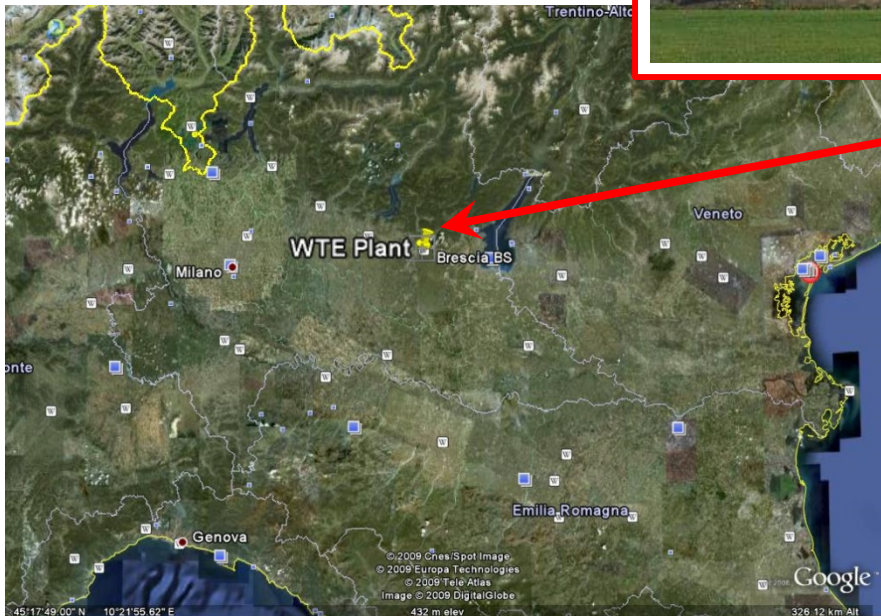 Trentino-Alto
Veneto
WTE Plant
Brescia BS
Milano
onte
Emilia Romagna
Genova
© 2009 Cnes/Spot Image
© 2009 Europa Technologies
© 2009 Tele Atlas
Image © 2009 DigitalGlobe
Google
45°17'49.00" N 10°21'55.62" E 432 m elev 326.12 km Alt